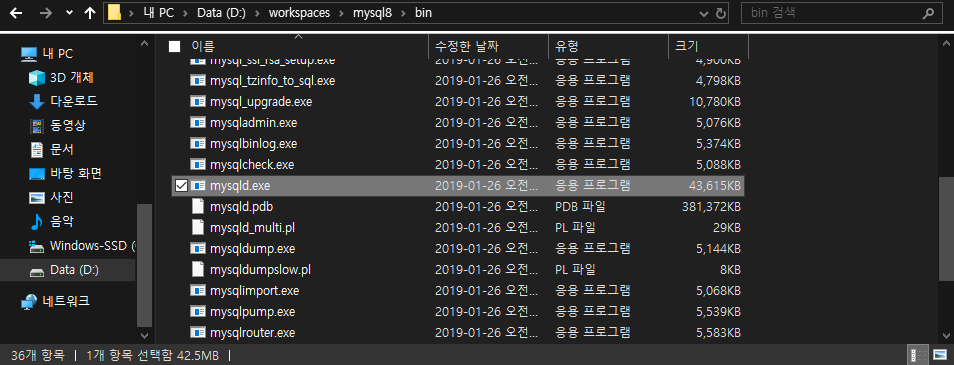 내 PC > Data (D:) > workspaces > mysql8 > bin
bin 검색
내 PC
3D 개체
다운로드
동영상
문서
바탕 화면
사진
음악
Windows-SSD (
Data (D:)
네트워크
이름 수정한 날짜 유형 크기
mysql_ssl_rsa_setup.exe 2019-01-26 오전... 응용 프로그램 4,900KB
mysql_tzinfo_to_sql.exe 2019-01-26 오전... 응용 프로그램 4,798KB
mysql_upgrade.exe 2019-01-26 오전... 응용 프로그램 10,780KB
mysqladmin.exe 2019-01-26 오전... 응용 프로그램 5,076KB
mysqlbinlog.exe 2019-01-26 오전... 응용 프로그램 5,374KB
mysqlcheck.exe 2019-01-26 오전... 응용 프로그램 5,088KB
mysqld.exe 2019-01-26 오전... 응용 프로그램 43,615KB
mysqld.pdb 2019-01-26 오전... PDB 파일 381,372KB
mysqld_multi.pl 2019-01-26 오전... PL 파일 29KB
mysqldump.exe 2019-01-26 오전... 응용 프로그램 5,144KB
mysqldumpslow.pl 2019-01-26 오전... PL 파일 8KB
mysqlimport.exe 2019-01-26 오전... 응용 프로그램 5,068KB
mysqlpump.exe 2019-01-26 오전... 응용 프로그램 5,539KB
mysqlrouter.exe 2019-01-26 오전... 응용 프로그램 5,583KB
36개 항목 | 1개 항목 선택함 42.5MB |